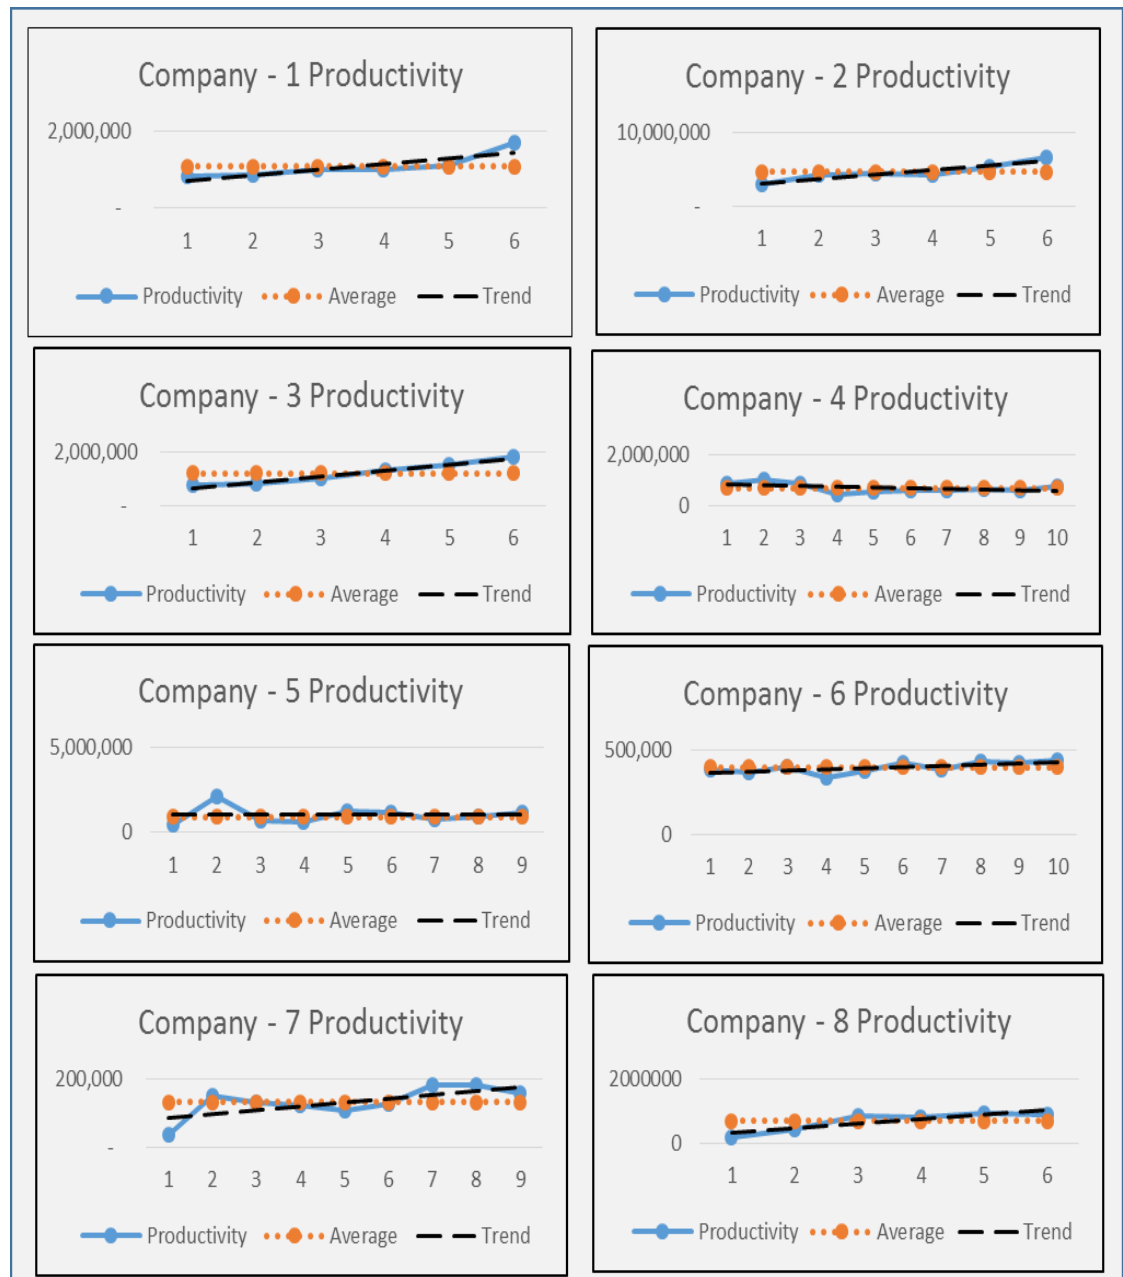 Company - 1 Productivity
2,000,000
-
1 2 3 4 5 6
Productivity Average Trend
Company - 2 Productivity
10,000,000
-
1 2 3 4 5 6
Productivity Average Trend
Company - 3 Productivity
2,000,000
-
1 2 3 4 5 6
Productivity Average Trend
Company - 4 Productivity
2,000,000
0
1 2 3 4 5 6 7 8 9 10
Productivity Average Trend
Company - 5 Productivity
5,000,000
0
1 2 3 4 5 6 7 8 9
Productivity Average Trend
Company - 6 Productivity
500,000
0
1 2 3 4 5 6 7 8 9 10
Productivity Average Trend
Company - 7 Productivity
200,000
-
1 2 3 4 5 6 7 8 9
Productivity Average Trend
Company - 8 Productivity
2000000
0
1 2 3 4 5 6
Productivity Average Trend